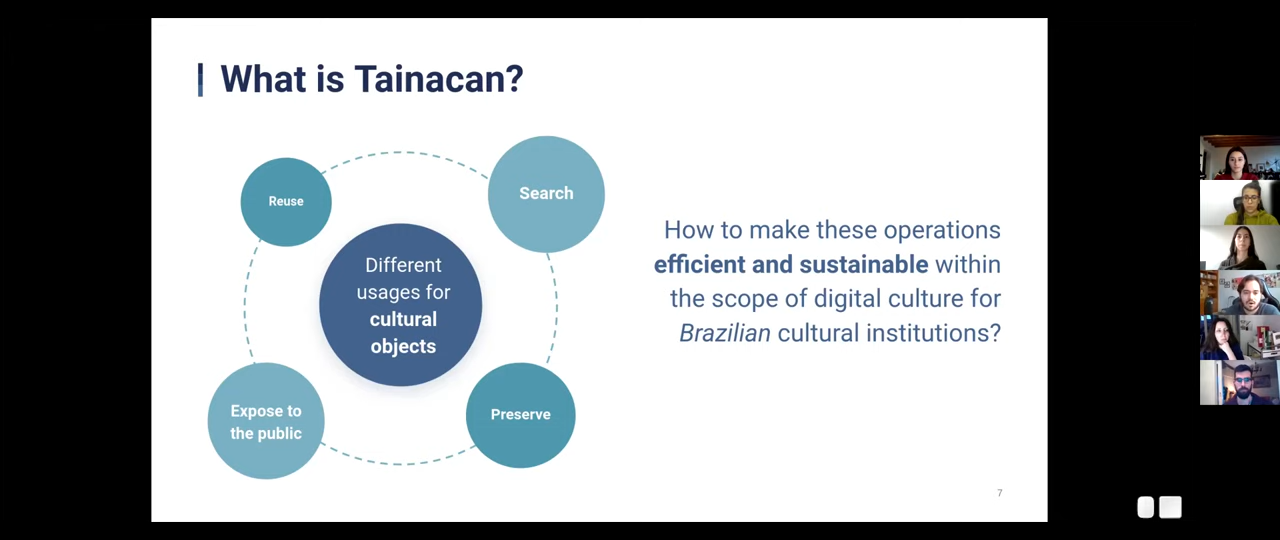 What is Tainacan?
Reuse
Search
Different
usages for
cultural
objects
Expose to
the public
Preserve
How to make these operations
efficient and sustainable within
the scope of digital culture for
Brazilian cultural institutions?
7